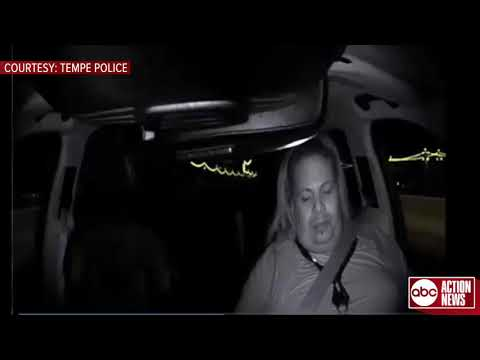 COURTESY: TEMPE POLICE
abc
ACTION
NEWS